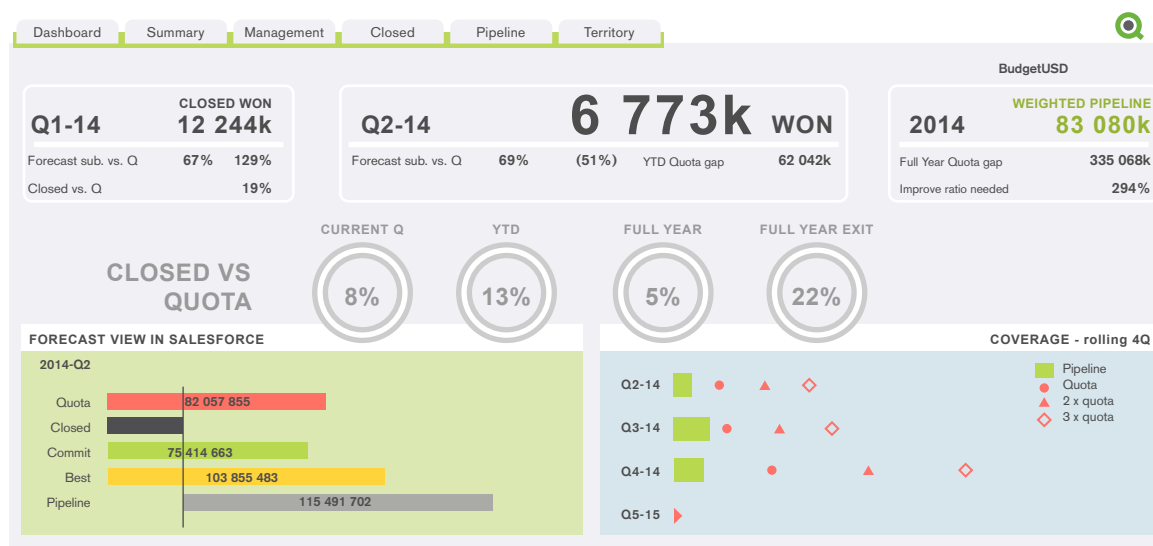 Dashboard Summary Management Closed Pipeline Territory
BudgetUSD
CLOSED WON
Q1-14 12 244k
Forecast sub. vs. Q 67% 129%
Closed vs. Q 19%
Q2-14 6 773k WON
Forecast sub. vs. Q 69% (51%) YTD Quota gap 62 042k
WEIGHTED PIPELINE
2014 83 080k
Full Year Quota gap 335 068k
Improve ratio needed 294%
CLOSED VS
QUOTA
CURRENT Q YTD FULL YEAR FULL YEAR EXIT
8% 13% 5% 22%
FORECAST VIEW IN SALESFORCE
2014-Q2
Quota 82 057 855
Closed
Commit 75 414 663
Best 103 855 483
Pipeline 115 491 702
COVERAGE - rolling 4Q
Q2-14
Q3-14
Q4-14
Q5-15
Pipeline
Quota
2 x quota
3 x quota